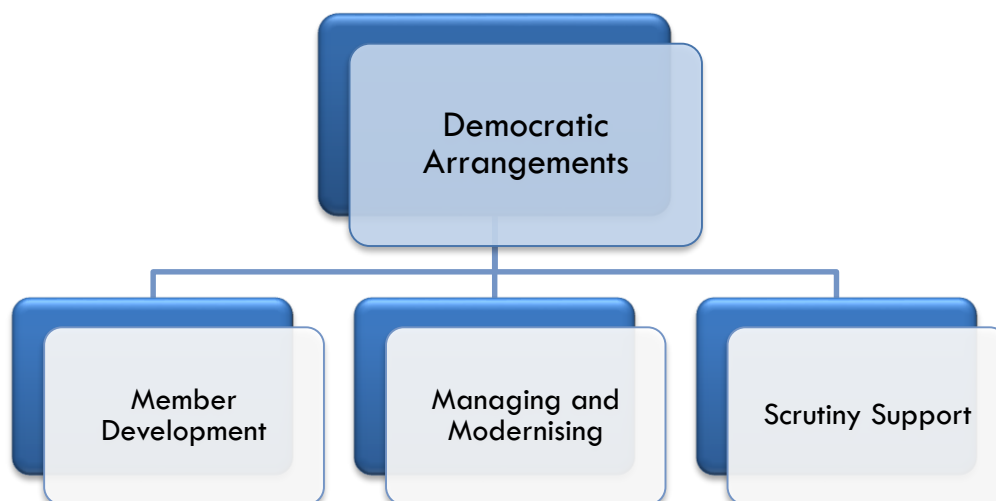 Democratic
Arrangements
Member
Development
Managing and
Modernising
Scrutiny Support